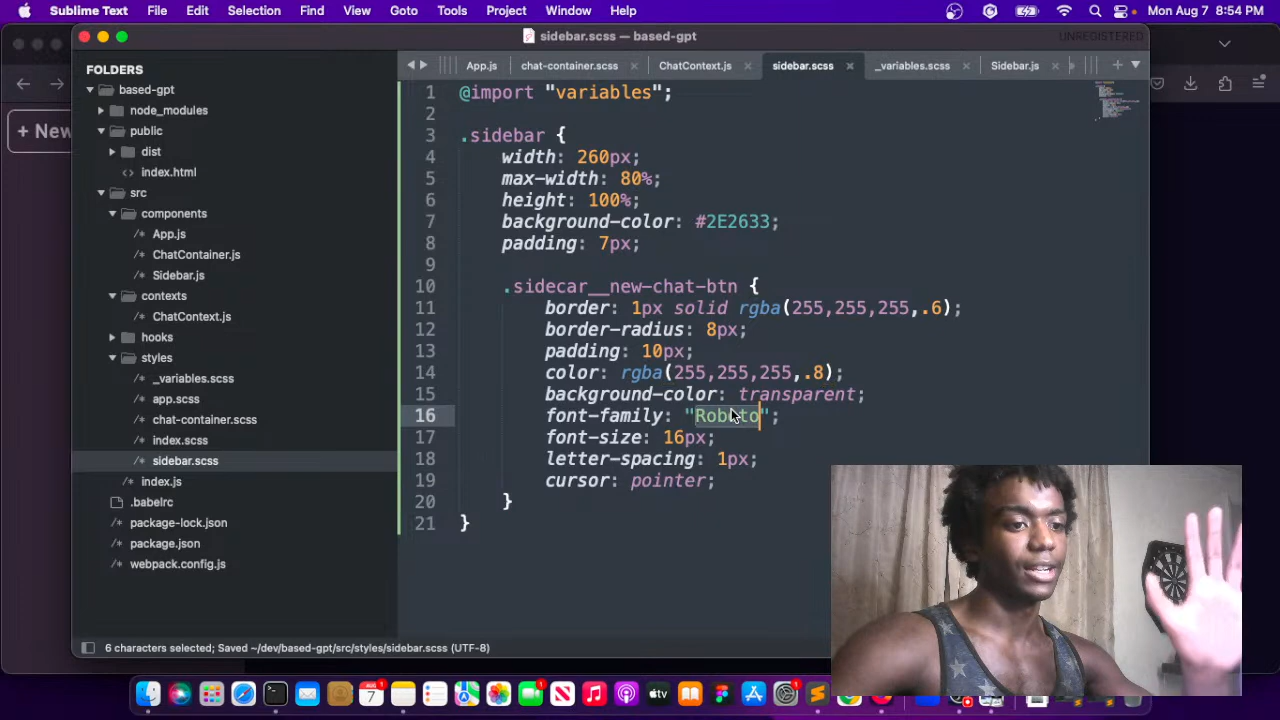 Sublime Text File Edit Selection Find View Goto Tools Project Window Help Mon Aug 7 8:54 PM
sidebar.scss — based-gpt UNREGISTERED
FOLDERS
App.js chat-container.scss ChatContext.js sidebar.scss _variables.scss Sidebar.js
+ New
based-gpt
node_modules
public
dist
index.html
src
components
App.js
ChatContainer.js
Sidebar.js
contexts
ChatContext.js
hooks
styles
_variables.scss
app.scss
chat-container.scss
index.scss
sidebar.scss
index.js
.babelrc
package-lock.json
package.json
webpack.config.js
1 @import "variables";
2
3 .sidebar {
4 width: 260px;
5 max-width: 80%;
6 height: 100%;
7 background-color: #2E2633;
8 padding: 7px;
9
10 .sidecar__new-chat-btn {
11 border: 1px solid rgba(255,255,255,.6);
12 border-radius: 8px;
13 padding: 10px;
14 color: rgba(255,255,255,.8);
15 background-color: transparent;
16 font-family: "Roboto";
17 font-size: 16px;
18 letter-spacing: 1px;
19 cursor: pointer;
20 }
21 }
6 characters selected; Saved ~/dev/based-gpt/src/styles/sidebar.scss (UTF-8)
tv